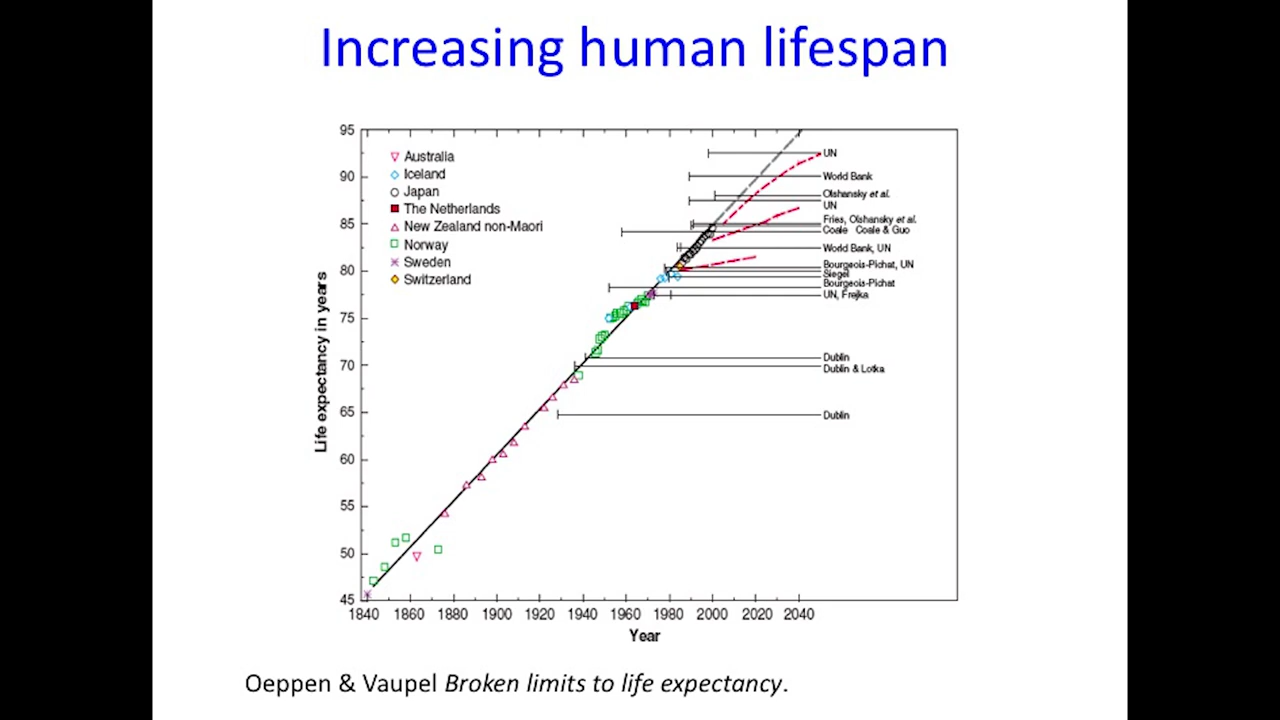 Increasing human lifespan
95
90
85
80
75
70
65
60
55
50
45
Life expectancy in years
Australia
Iceland
Japan
The Netherlands
New Zealand non-Maori
Norway
Sweden
Switzerland
UN
World Bank
Olshansky et al.
UN
Fries, Olshansky et al.
Coale Coale & Guo
World Bank, UN
Bourgeois-Pichat, UN
Siegel
Bourgeois-Pichat
UN, Frejka
Dublin
Dublin & Lotka
Dublin
1840 1860 1880 1900 1920 1940 1960 1980 2000 2020 2040
Year
Oeppen & Vaupel Broken limits to life expectancy.